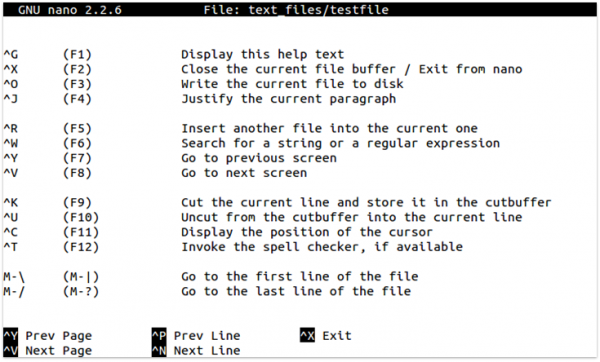 GNU nano 2.2.6 File: text_files/testfile
^G (F1) Display this help text
^X (F2) Close the current file buffer / Exit from nano
^O (F3) Write the current file to disk
^J (F4) Justify the current paragraph
^R (F5) Insert another file into the current one
^W (F6) Search for a string or a regular expression
^Y (F7) Go to previous screen
^V (F8) Go to next screen
^K (F9) Cut the current line and store it in the cutbuffer
^U (F10) Uncut from the cutbuffer into the current line
^C (F11) Display the position of the cursor
^T (F12) Invoke the spell checker, if available
M-\ (M-|) Go to the first line of the file
M-/ (M-?) Go to the last line of the file
^Y Prev Page ^P Prev Line ^X Exit
^V Next Page ^N Next Line